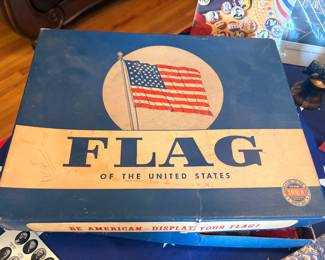 FLAG
OF THE UNITED STATES
BE AMERICAN - DISPLAY YOUR FLAG!